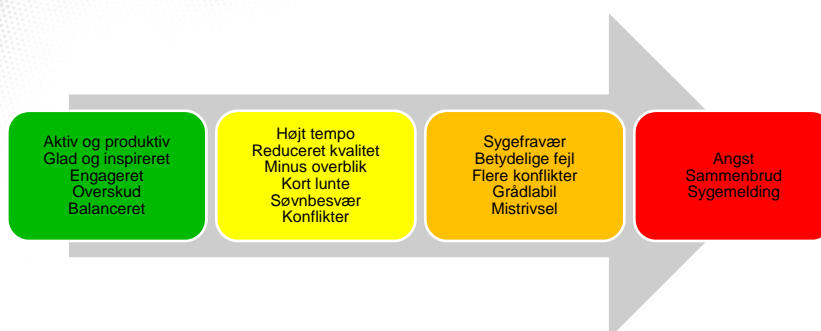 Aktiv og produktiv
Glad og inspireret
Engageret
Overskud
Balanceret
Højt tempo
Reduceret kvalitet
Minus overblik
Kort lunte
Søvnbesvær
Konflikter
Sygefravær
Betydelige fejl
Flere konflikter
Grådlabil
Mistrivsel
Angst
Sammenbrud
Sygemelding